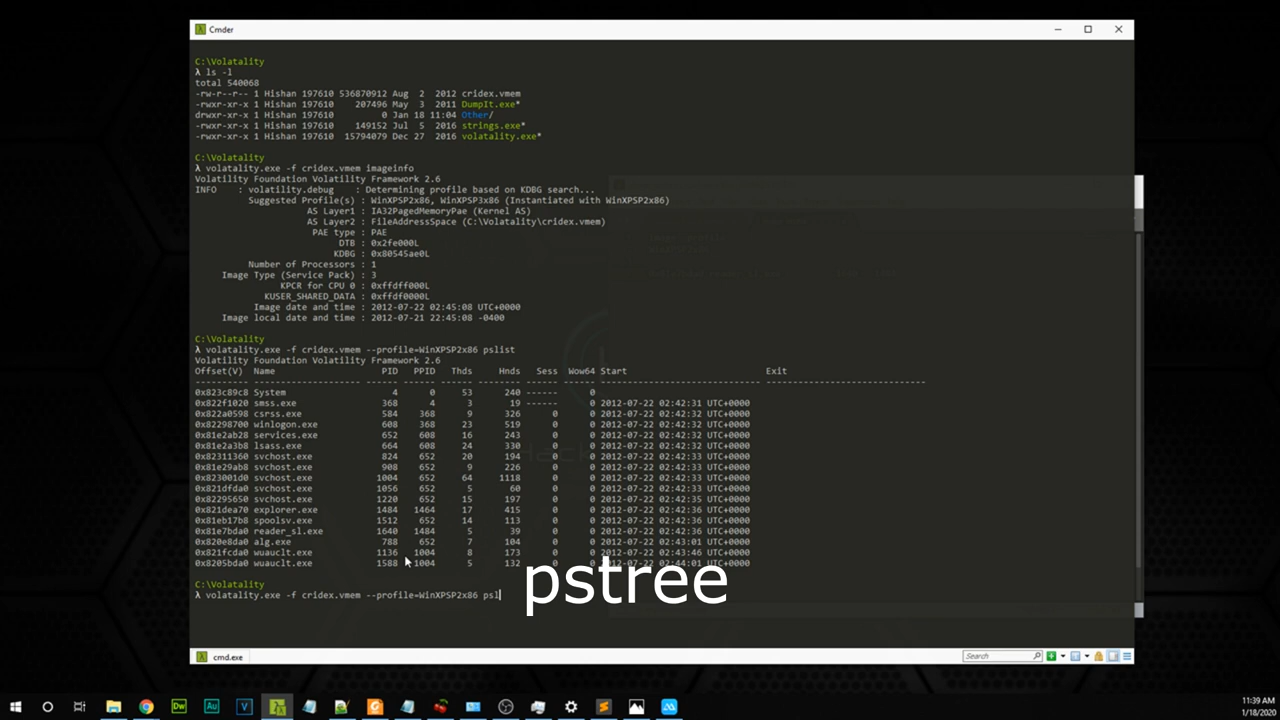 Cmder
C:\Volatality
λ ls -l
total 540068
-rw-r--r-- 1 Hishan 197610 536870912 Aug  2  2012 cridex.vmem
-rwxr-xr-x 1 Hishan 197610    207496 May  3  2011 DumpIt.exe*
drwxr-xr-x 1 Hishan 197610         0 Jan 18 11:04 Other/
-rwxr-xr-x 1 Hishan 197610    149152 Jul  5  2016 strings.exe*
-rwxr-xr-x 1 Hishan 197610  15794079 Dec 27  2016 volatality.exe*
C:\Volatality
λ volatality.exe -f cridex.vmem imageinfo
Volatility Foundation Volatility Framework 2.6
INFO    : volatility.debug    : Determining profile based on KDBG search...
Suggested Profile(s) : WinXPSP2x86, WinXPSP3x86 (Instantiated with WinXPSP2x86)
AS Layer1 : IA32PagedMemoryPae (Kernel AS)
AS Layer2 : FileAddressSpace (C:\Volatality\cridex.vmem)
PAE type : PAE
DTB : 0x2fe000L
KDBG : 0x80545ae0L
Number of Processors : 1
Image Type (Service Pack) : 3
KPCR for CPU 0 : 0xffdff000L
KUSER_SHARED_DATA : 0xffdf0000L
Image date and time : 2012-07-22 02:45:08 UTC+0000
Image local date and time : 2012-07-21 22:45:08 -0400
C:\Volatality
λ volatality.exe -f cridex.vmem --profile=WinXPSP2x86 pslist
Volatility Foundation Volatility Framework 2.6
Offset(V)  Name                    PID   PPID   Thds     Hnds   Sess  Wow64 Start                          Exit
---------- -------------------- ------ ------ ------ -------- ------ ------ ------------------------------ ------------------------------
0x823c89c8 System                    4      0     53      240 ------      0
0x822f1020 smss.exe                368      4      3       19 ------      0 2012-07-22 02:42:31 UTC+0000
0x822a0598 csrss.exe               584    368      9      326      0      0 2012-07-22 02:42:32 UTC+0000
0x82298700 winlogon.exe            608    368     23      519      0      0 2012-07-22 02:42:32 UTC+0000
0x81e2ab28 services.exe            652    608     16      243      0      0 2012-07-22 02:42:32 UTC+0000
0x81e2a3b8 lsass.exe               664    608     24      330      0      0 2012-07-22 02:42:32 UTC+0000
0x82311360 svchost.exe             824    652     20      194      0      0 2012-07-22 02:42:33 UTC+0000
0x81e29ab8 svchost.exe             908    652      9      226      0      0 2012-07-22 02:42:33 UTC+0000
0x823001d0 svchost.exe            1004    652     64     1118      0      0 2012-07-22 02:42:33 UTC+0000
0x821dfda0 svchost.exe            1056    652      5       60      0      0 2012-07-22 02:42:33 UTC+0000
0x82295650 svchost.exe            1220    652     15      197      0      0 2012-07-22 02:42:35 UTC+0000
0x821dea70 explorer.exe           1484   1464     17      415      0      0 2012-07-22 02:42:36 UTC+0000
0x81eb17b8 spoolsv.exe            1512    652     14      113      0      0 2012-07-22 02:42:36 UTC+0000
0x81e7bda0 reader_sl.exe          1640   1484      5       39      0      0 2012-07-22 02:42:36 UTC+0000
0x820e8da0 alg.exe                 788    652      7      104      0      0 2012-07-22 02:43:01 UTC+0000
0x821fcda0 wuauclt.exe            1136   1004      8      173      0      0 2012-07-22 02:43:46 UTC+0000
0x8205bda0 wuauclt.exe            1588   1004      5      132      0      0 2012-07-22 02:44:01 UTC+0000
pstree
C:\Volatality
λ volatality.exe -f cridex.vmem --profile=WinXPSP2x86 psl
cmd.exe
Search
11:39 AM
1/18/2020